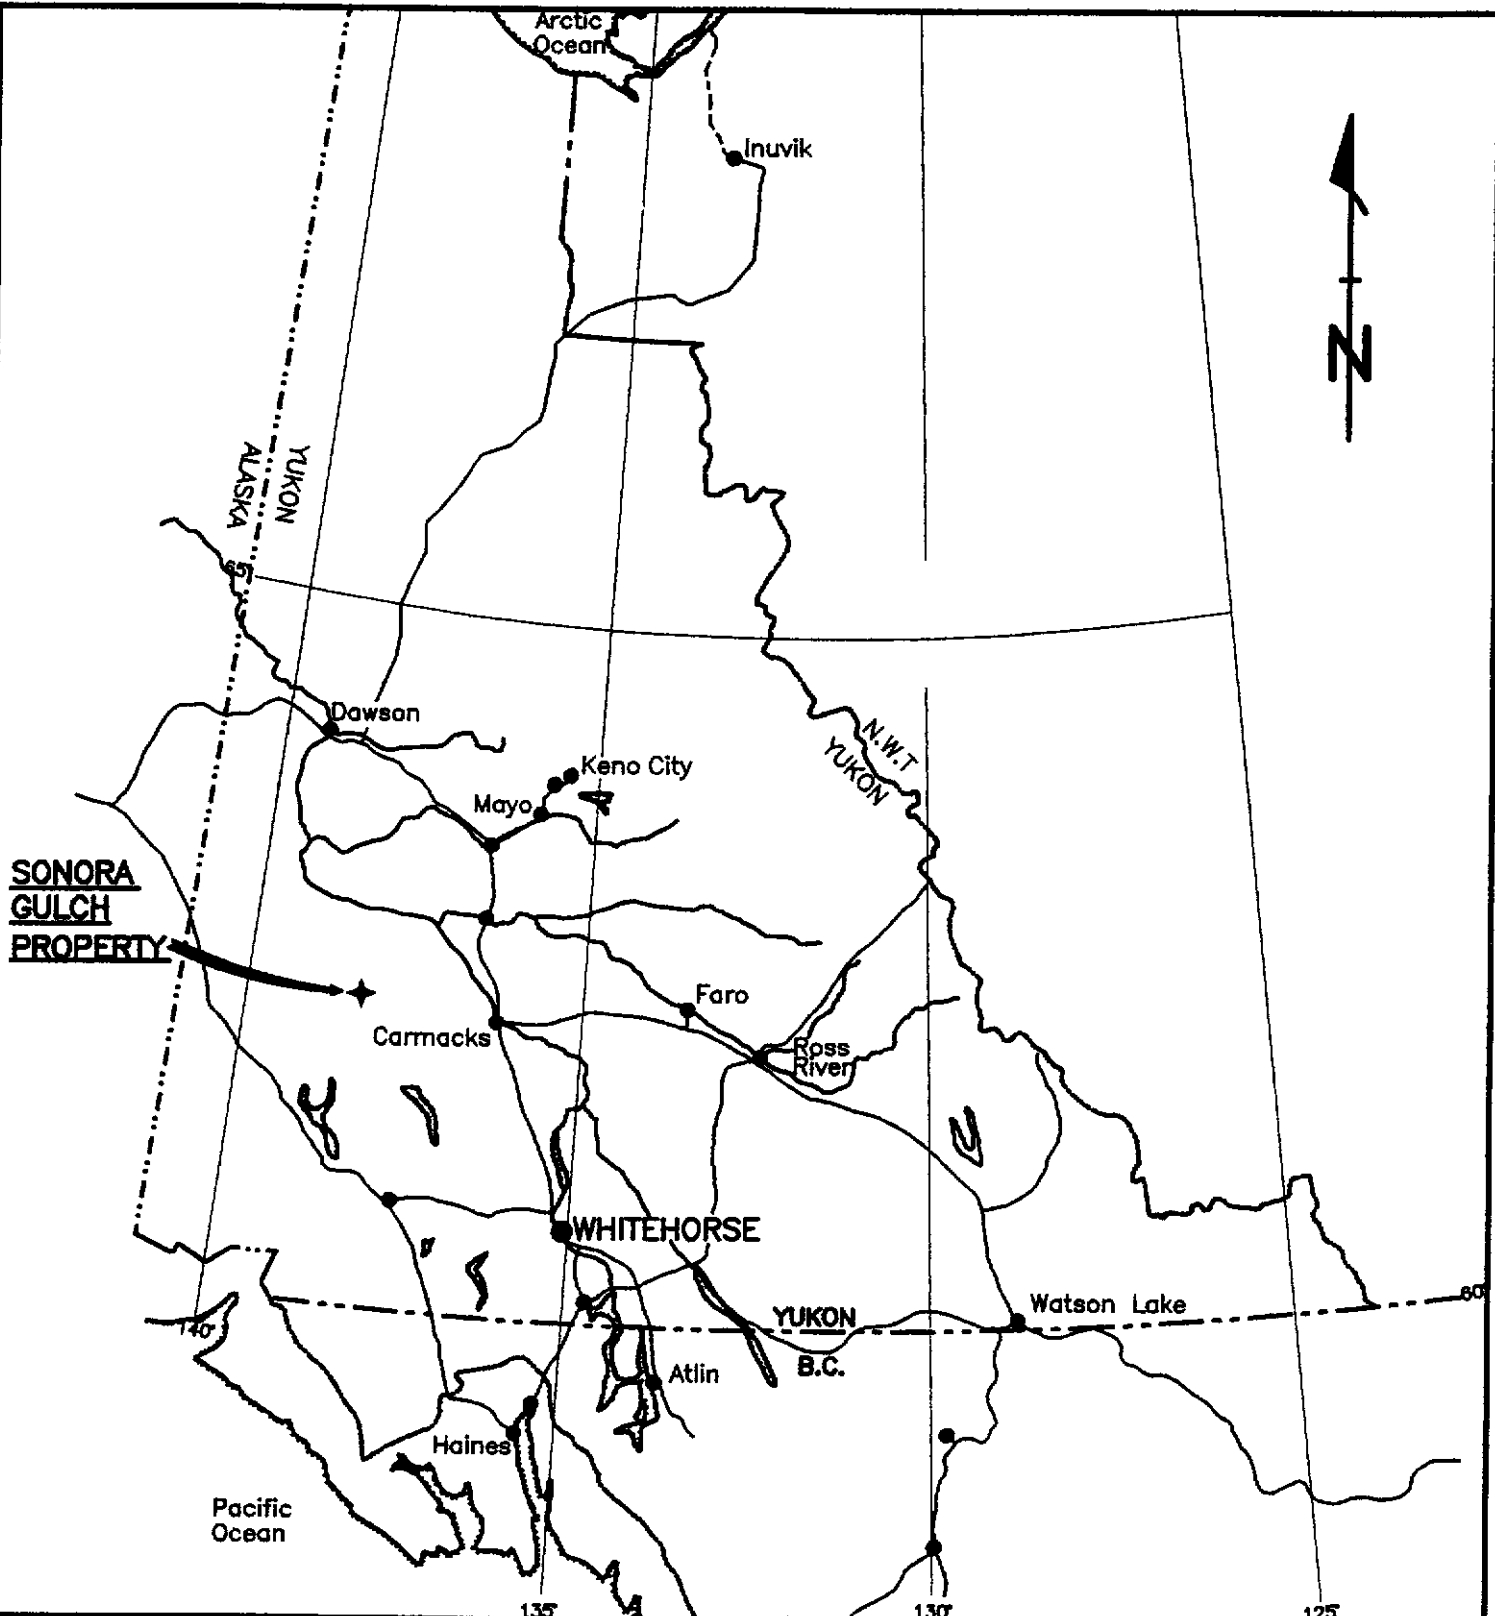 Arctic
Ocean
Inuvik
N
YUKON
ALASKA
65°
Dawson
N.W.T
YUKON
Keno City
Mayo
SONORA
GULCH
PROPERTY
Faro
Carmacks
Ross
River
WHITEHORSE
60°
Watson Lake
YUKON
140°
B.C.
Atlin
Haines
Pacific
Ocean
135°
130°
125°